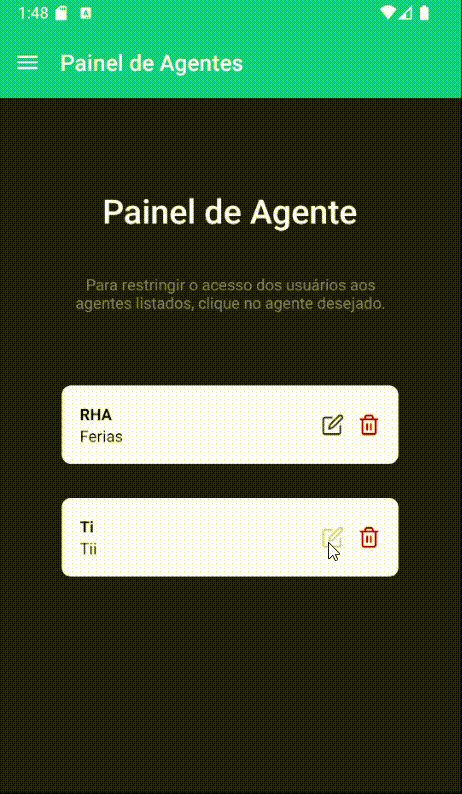 1:48
Painel de Agentes
Painel de Agente
Para restringir o acesso dos usuários aos
agentes listados, clique no agente desejado.
RHA
Ferias
Ti
Tii